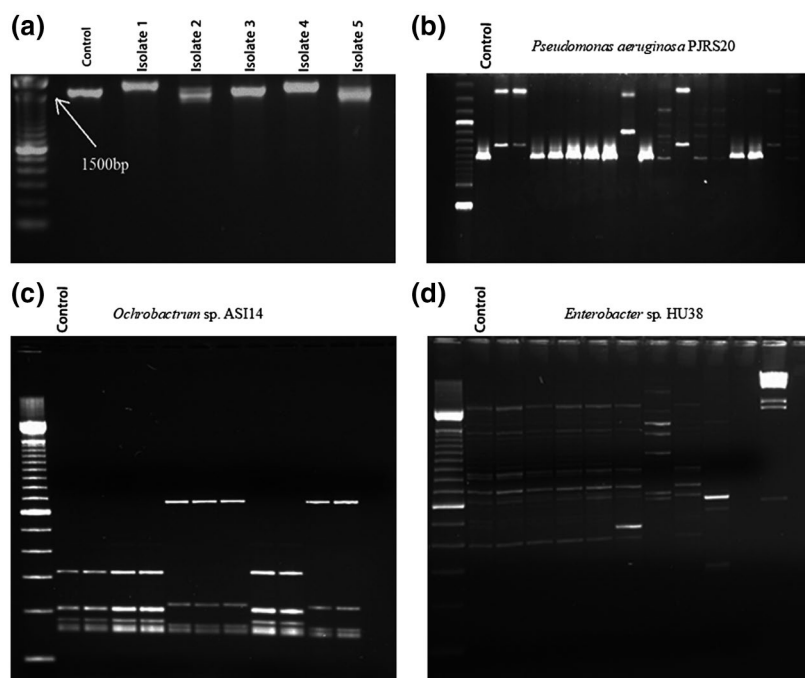 (a)
Control
Isolate 1
Isolate 2
Isolate 3
Isolate 4
Isolate 5
1500bp
(b)
Control
Pseudomonas aeruginosa PJRS20
(c)
Control
Ochrobactrum sp. ASI14
(d)
Control
Enterobacter sp. HU38